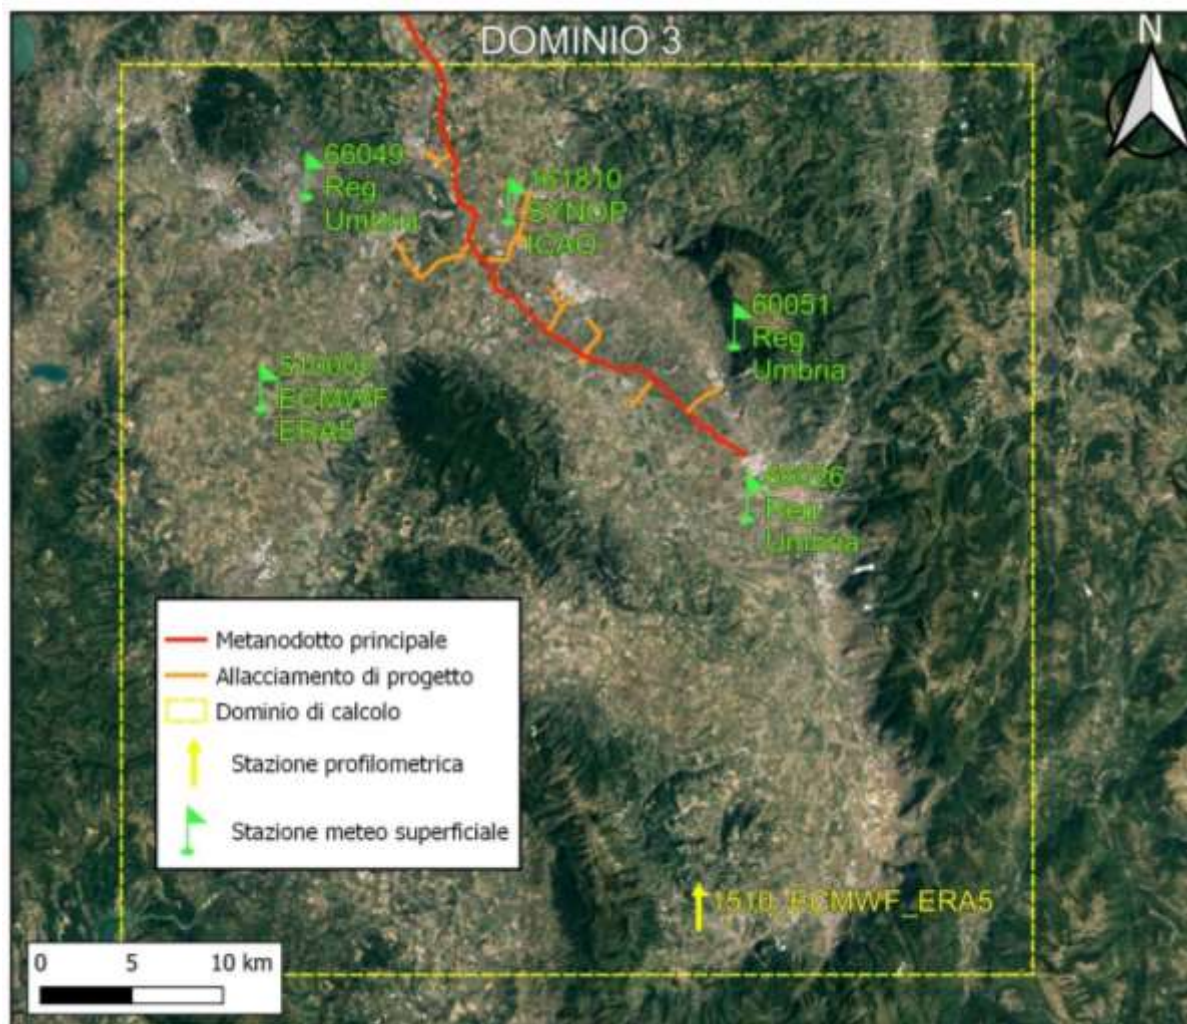 DOMINIO 3
N
66049
Reg
Umbria
161810
SYNOP
ICAO
60051
Reg
Umbria
ECMWF
ERA5
Reg
Umbria
Metanodotto principale
Allacciamento di progetto
Dominio di calcolo
Stazione profilometrica
Stazione meteo superficiale
1510_ECMWF_ERA5
0 5 10 km